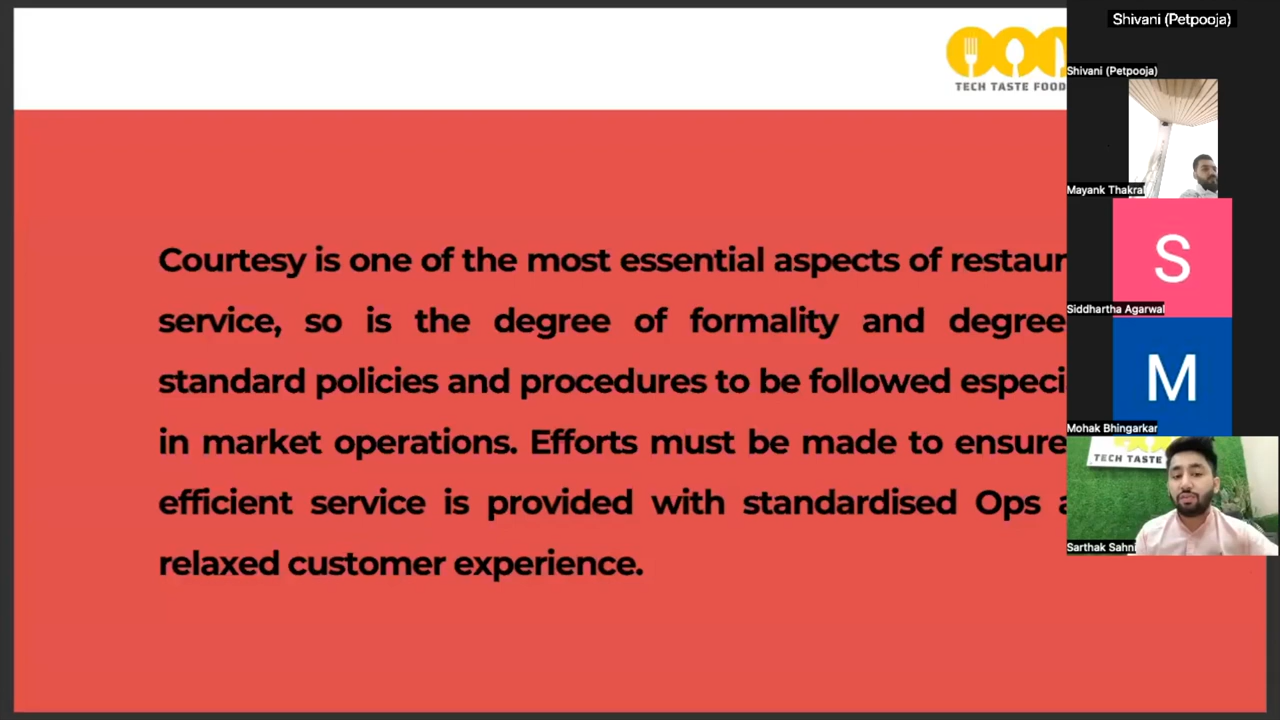 TECH TASTE FOOD
Courtesy is one of the most essential aspects of restaur
service, so is the degree of formality and degree
standard policies and procedures to be followed especi
in market operations. Efforts must be made to ensure
efficient service is provided with standardised Ops a
relaxed customer experience.
Shivani (Petpooja)
Shivani (Petpooja)
Mayank Thakral
S
Siddhartha Agarwal
M
Mohak Bhingarkar
TECH TASTE
Sarthak Sahni